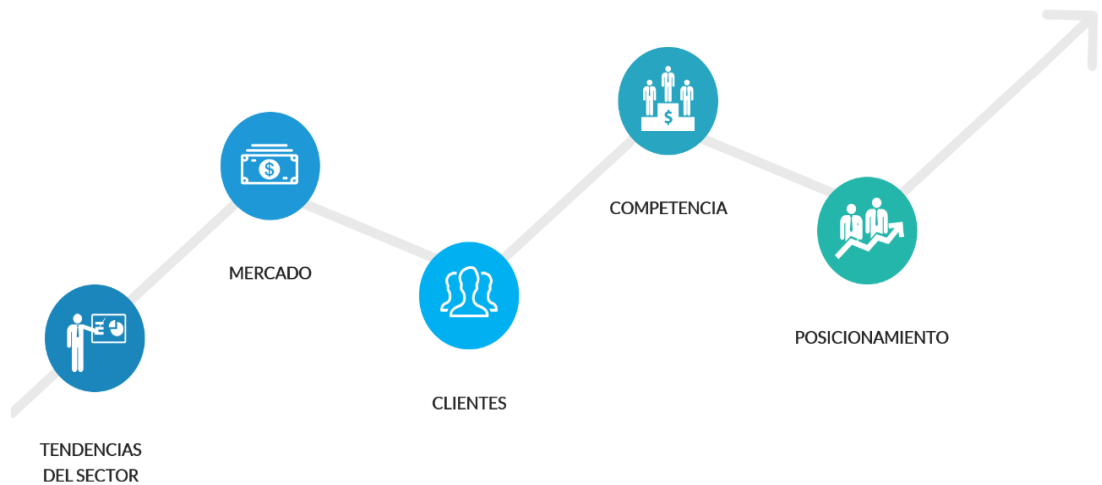 TENDENCIAS
DEL SECTOR
MERCADO
$
CLIENTES
COMPETENCIA
$
POSICIONAMIENTO